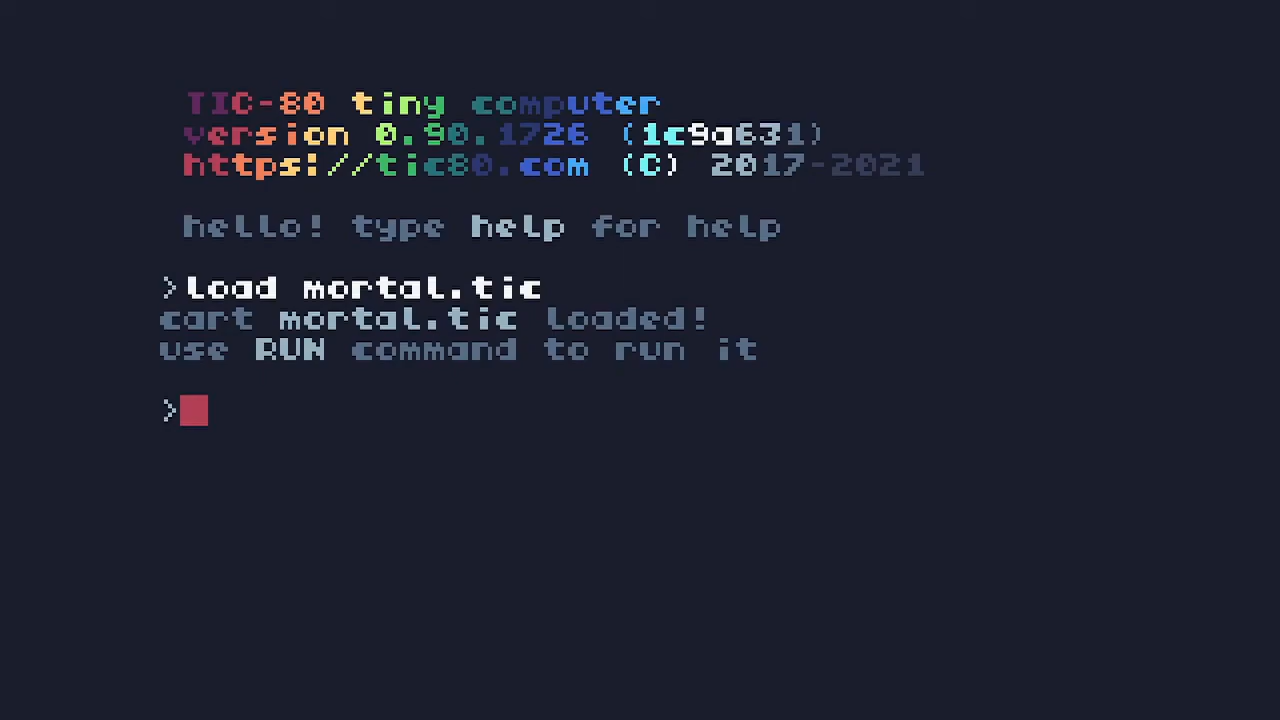 TIC-80 tiny computer
version 0.90.1726 (1c9a631)
https://tic80.com (C) 2017-2021
hello! type help for help
>load mortal.tic
cart mortal.tic loaded!
use RUN command to run it
>